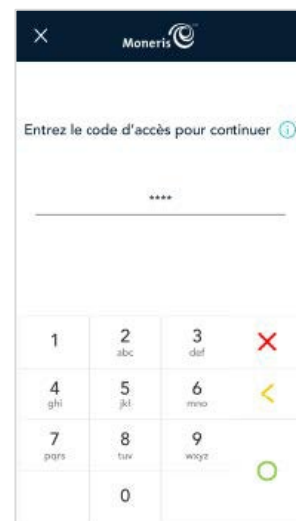 Moneris
Entrez le code d'accès pour continuer
****
1 2 abc 3 def
4 ghi 5 jkl 6 mno
7 pqrs 8 tuv 9 wxyz
0